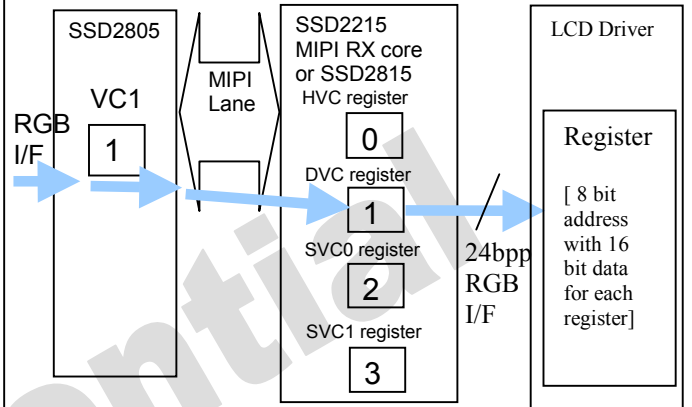 SSD2805
VC1
1
RGB
I/F
MIPI
Lane
SSD2215
MIPI RX core
or SSD2815
HVC register
0
DVC register
1
SVC0 register
2
SVC1 register
3
24bpp
RGB
I/F
LCD Driver
Register
[ 8 bit
address
with 16
bit data
for each
register]
ential